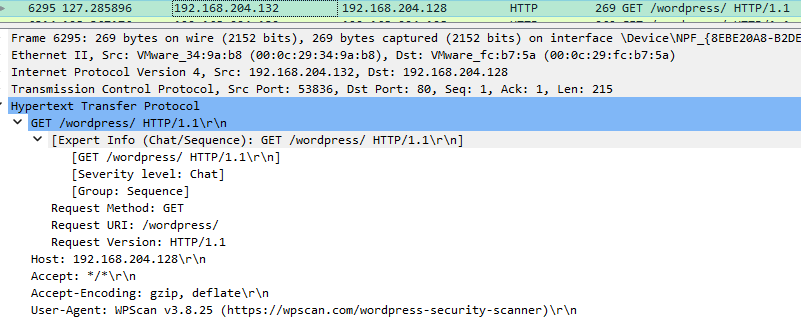 6295 127.285896 192.168.204.132 192.168.204.128 HTTP 269 GET /wordpress/ HTTP/1.1
Frame 6295: 269 bytes on wire (2152 bits), 269 bytes captured (2152 bits) on interface \Device\NPF_{8EBE20A8-B2DE
Ethernet II, Src: VMware_34:9a:b8 (00:0c:29:34:9a:b8), Dst: VMware_fc:b7:5a (00:0c:29:fc:b7:5a)
Internet Protocol Version 4, Src: 192.168.204.132, Dst: 192.168.204.128
Transmission Control Protocol, Src Port: 53836, Dst Port: 80, Seq: 1, Ack: 1, Len: 215
Hypertext Transfer Protocol
GET /wordpress/ HTTP/1.1\r\n
[Expert Info (Chat/Sequence): GET /wordpress/ HTTP/1.1\r\n]
[GET /wordpress/ HTTP/1.1\r\n]
[Severity level: Chat]
[Group: Sequence]
Request Method: GET
Request URI: /wordpress/
Request Version: HTTP/1.1
Host: 192.168.204.128\r\n
Accept: */*\r\n
Accept-Encoding: gzip, deflate\r\n
User-Agent: WPScan v3.8.25 (https://wpscan.com/wordpress-security-scanner)\r\n